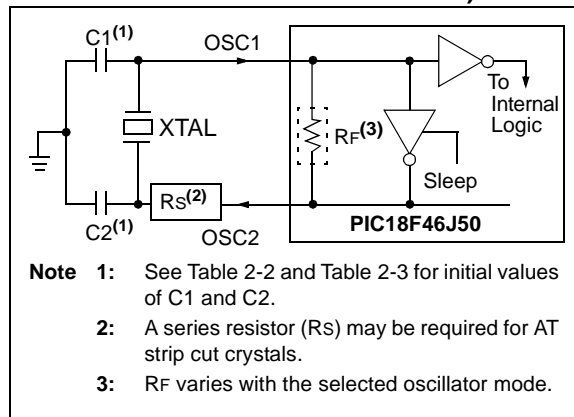 C1(1)
OSC1
To
Internal
Logic
XTAL
RF(3)
Sleep
RS(2)
C2(1)
OSC2
PIC18F46J50
Note 1: See Table 2-2 and Table 2-3 for initial values
of C1 and C2.
2: A series resistor (RS) may be required for AT
strip cut crystals.
3: RF varies with the selected oscillator mode.